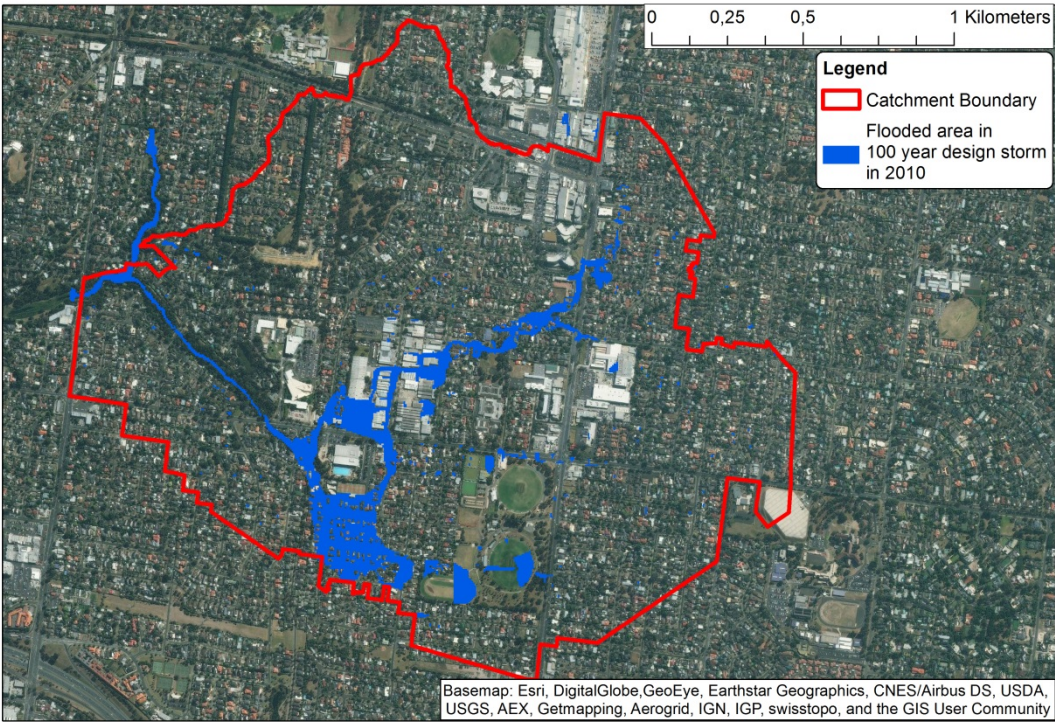 0 0,25 0,5 1 Kilometers
Legend
Catchment Boundary
Flooded area in
100 year design storm
in 2010
Basemap: Esri, DigitalGlobe,GeoEye, Earthstar Geographics, CNES/Airbus DS, USDA,
USGS, AEX, Getmapping, Aerogrid, IGN, IGP, swisstopo, and the GIS User Community